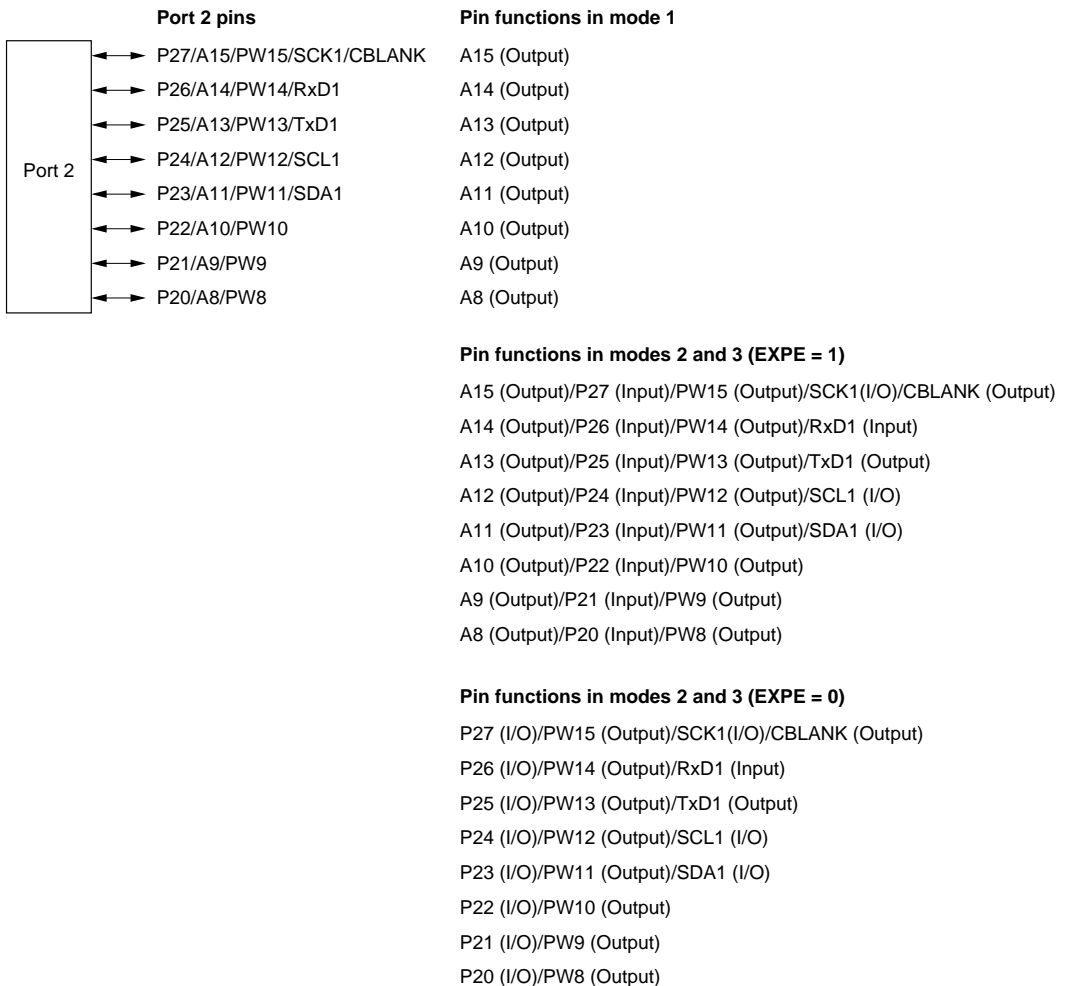 Port 2 pins Pin functions in mode 1
P27/A15/PW15/SCK1/CBLANK A15 (Output)
P26/A14/PW14/RxD1 A14 (Output)
P25/A13/PW13/TxD1 A13 (Output)
Port 2 P24/A12/PW12/SCL1 A12 (Output)
P23/A11/PW11/SDA1 A11 (Output)
P22/A10/PW10 A10 (Output)
P21/A9/PW9 A9 (Output)
P20/A8/PW8 A8 (Output)
Pin functions in modes 2 and 3 (EXPE = 1)
A15 (Output)/P27 (Input)/PW15 (Output)/SCK1(I/O)/CBLANK (Output)
A14 (Output)/P26 (Input)/PW14 (Output)/RxD1 (Input)
A13 (Output)/P25 (Input)/PW13 (Output)/TxD1 (Output)
A12 (Output)/P24 (Input)/PW12 (Output)/SCL1 (I/O)
A11 (Output)/P23 (Input)/PW11 (Output)/SDA1 (I/O)
A10 (Output)/P22 (Input)/PW10 (Output)
A9 (Output)/P21 (Input)/PW9 (Output)
A8 (Output)/P20 (Input)/PW8 (Output)
Pin functions in modes 2 and 3 (EXPE = 0)
P27 (I/O)/PW15 (Output)/SCK1(I/O)/CBLANK (Output)
P26 (I/O)/PW14 (Output)/RxD1 (Input)
P25 (I/O)/PW13 (Output)/TxD1 (Output)
P24 (I/O)/PW12 (Output)/SCL1 (I/O)
P23 (I/O)/PW11 (Output)/SDA1 (I/O)
P22 (I/O)/PW10 (Output)
P21 (I/O)/PW9 (Output)
P20 (I/O)/PW8 (Output)